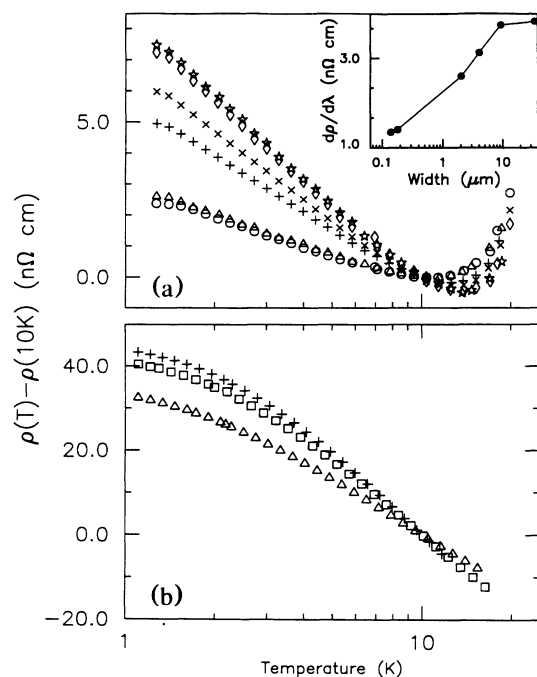 ρ(T)−ρ(10K) (nΩ cm)
5.0
0.0
(a)
dρ/dλ (nΩ cm)
3.0
1.0
0.1
1
10
Width (μm)
40.0
20.0
0.0
−20.0
(b)
1
10
Temperature (K)